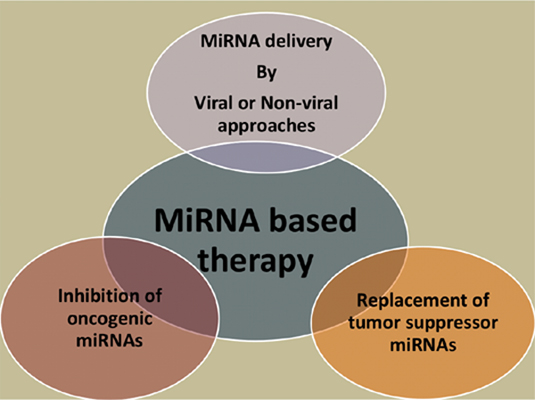 MiRNA delivery
By
Viral or Non-viral
approaches
MiRNA based
therapy
Inhibition of
oncogenic
miRNAs
Replacement of
tumor suppressor
miRNAs